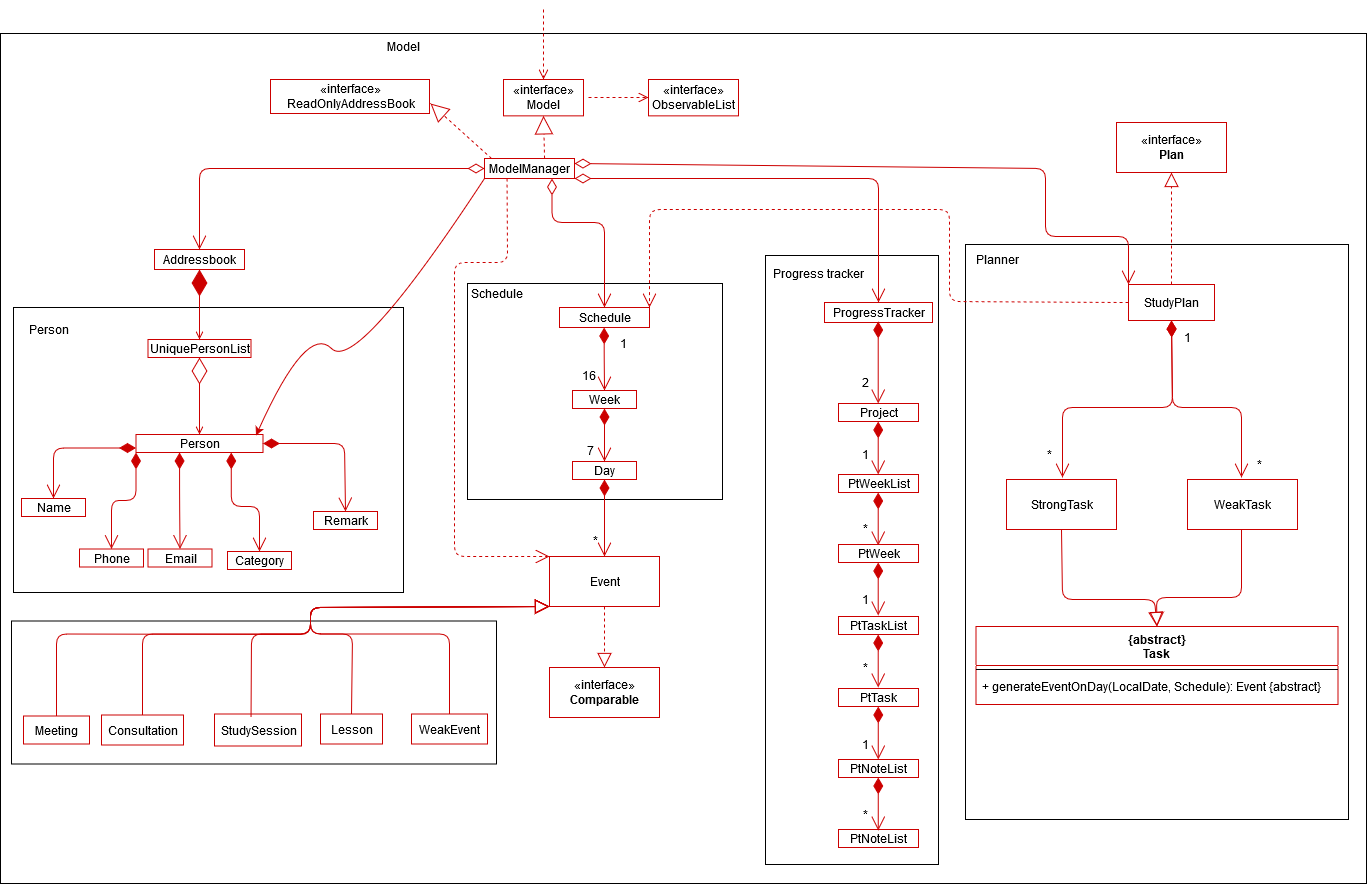 Model
«interface»
ReadOnlyAddressBook
«interface»
Model
«interface»
ObservableList
«interface»
Plan
ModelManager
Addressbook
Person
UniquePersonList
Person
Name
Phone
Email
Category
Remark
Schedule
Schedule
1
16
Week
7
Day
*
Event
«interface»
Comparable
Meeting
Consultation
StudySession
Lesson
WeakEvent
Progress tracker
ProgressTracker
2
Project
1
PtWeekList
*
PtWeek
1
PtTaskList
*
PtTask
1
PtNoteList
*
PtNoteList
Planner
StudyPlan
1
*
*
StrongTask
WeakTask
{abstract}
Task
+ generateEventOnDay(LocalDate, Schedule): Event {abstract}